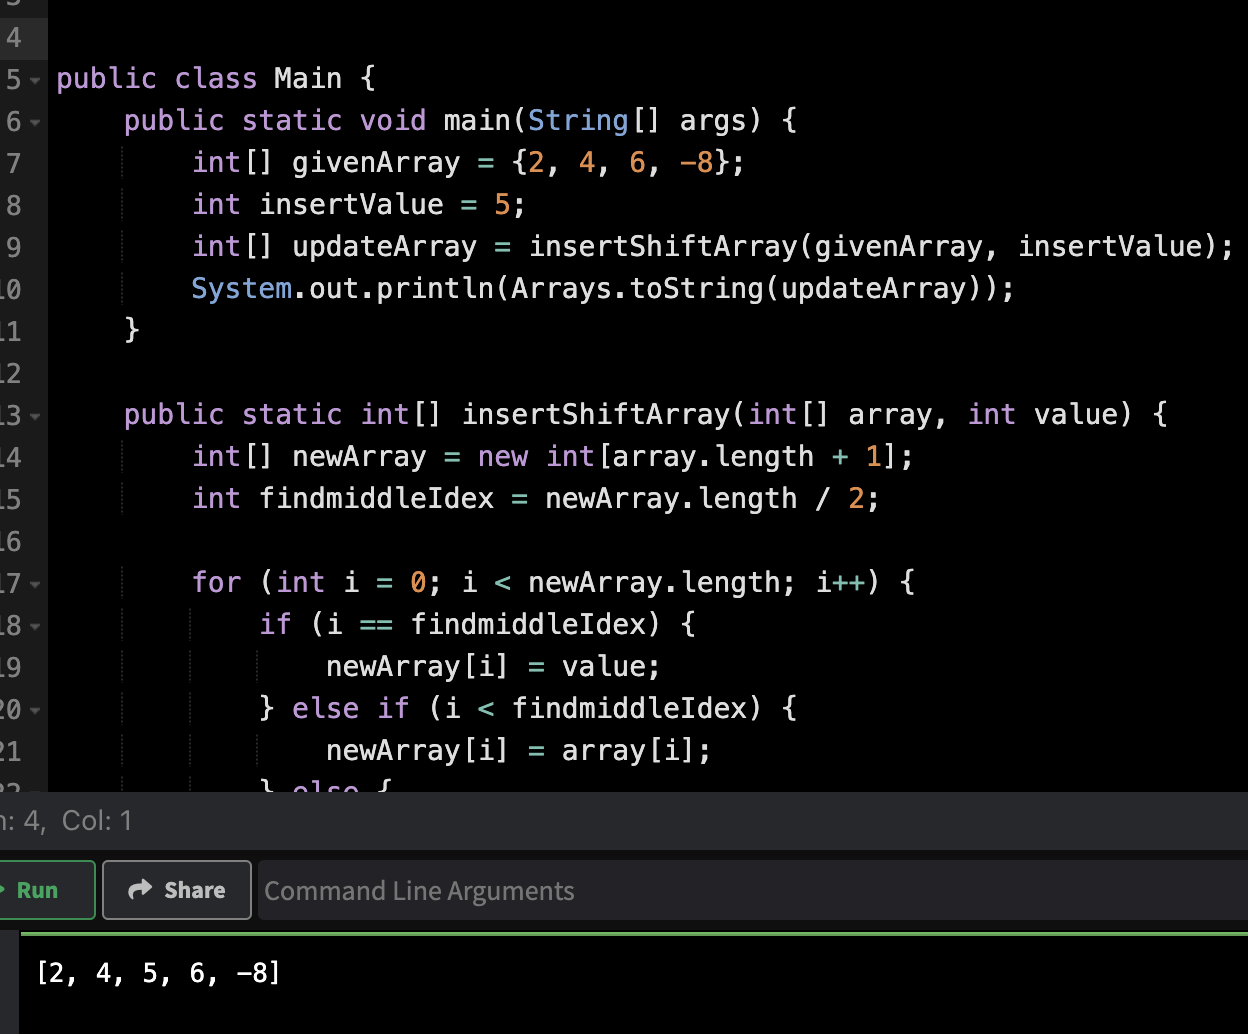 4
5 public class Main {
6 public static void main(String[] args) {
7 int[] givenArray = {2, 4, 6, -8};
8 int insertValue = 5;
9 int[] updateArray = insertShiftArray(givenArray, insertValue);
10 System.out.println(Arrays.toString(updateArray));
11 }
12
13 public static int[] insertShiftArray(int[] array, int value) {
14 int[] newArray = new int[array.length + 1];
15 int findmiddleIdex = newArray.length / 2;
16
17 for (int i = 0; i < newArray.length; i++) {
18 if (i == findmiddleIdex) {
19 newArray[i] = value;
20 } else if (i < findmiddleIdex) {
21 newArray[i] = array[i];
22 } else {
n: 4, Col: 1
Run Share Command Line Arguments
[2, 4, 5, 6, -8]